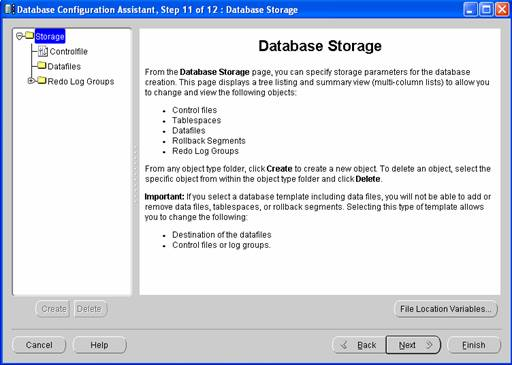 Database Configuration Assistant, Step 11 of 12 : Database Storage
Storage
Controlfile
Datafiles
Redo Log Groups
Database Storage
From the Database Storage page, you can specify storage parameters for the database
creation. This page displays a tree listing and summary view (multi-column lists) to allow you
to change and view the following objects:
Control files
Tablespaces
Datafiles
Rollback Segments
Redo Log Groups
From any object type folder, click Create to create a new object. To delete an object, select the
specific object from within the object type folder and click Delete.
Important: If you select a database template including data files, you will not be able to add or
remove data files, tablespaces, or rollback segments. Selecting this type of template allows
you to change the following:
Destination of the datafiles
Control files or log groups.
Create Delete File Location Variables...
Cancel Help Back Next Finish